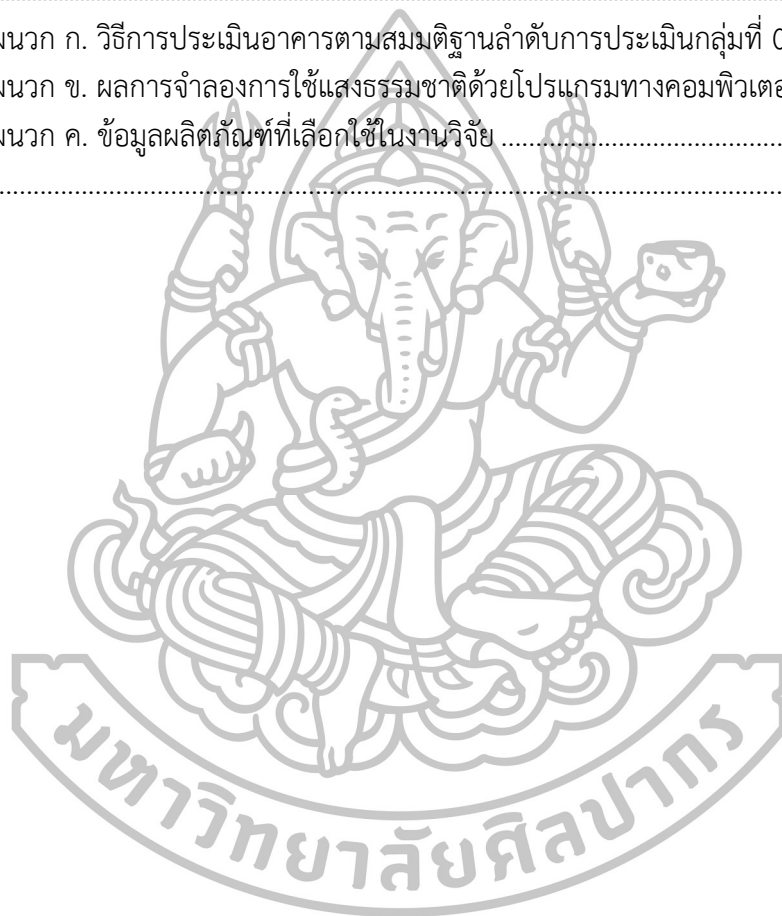 วิธีการประเมินอาคารตามสมมติฐานลำดับการประเมินกลุ่มที่
นวก ข. ผลการจำลองการใช้แสงธรรมชาติด้วยโปรแกรมทางคอมพิวเตอ
นวก ค. ข้อมูลผลิตภัณฑ์ที่เลือกใช้ในงานวิจัย ........................................
................................................................................
มหาวิทยาลัยศิลปากร